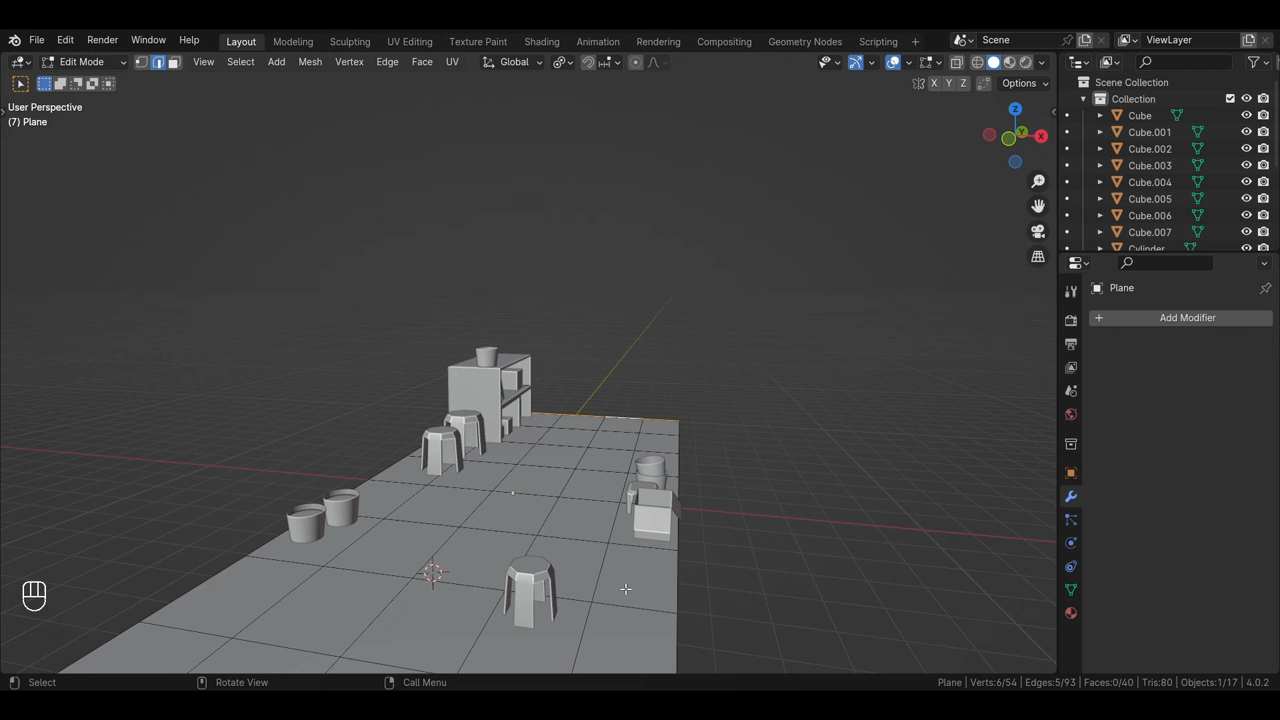 File Edit Render Window Help Layout Modeling Sculpting UV Editing Texture Paint Shading Animation Rendering Compositing Geometry Nodes Scripting + Scene ViewLayer
Edit Mode View Select Add Mesh Vertex Edge Face UV Global
X Y Z Options
User Perspective
(7) Plane
Z
Y
X
Scene Collection
Collection
Cube
Cube.001
Cube.002
Cube.003
Cube.004
Cube.005
Cube.006
Cube.007
Cylinder
Plane
+ Add Modifier
Select Rotate View Call Menu Plane | Verts:6/54 | Edges:5/93 | Faces:0/40 | Tris:80 | Objects:1/17 | 4.0.2